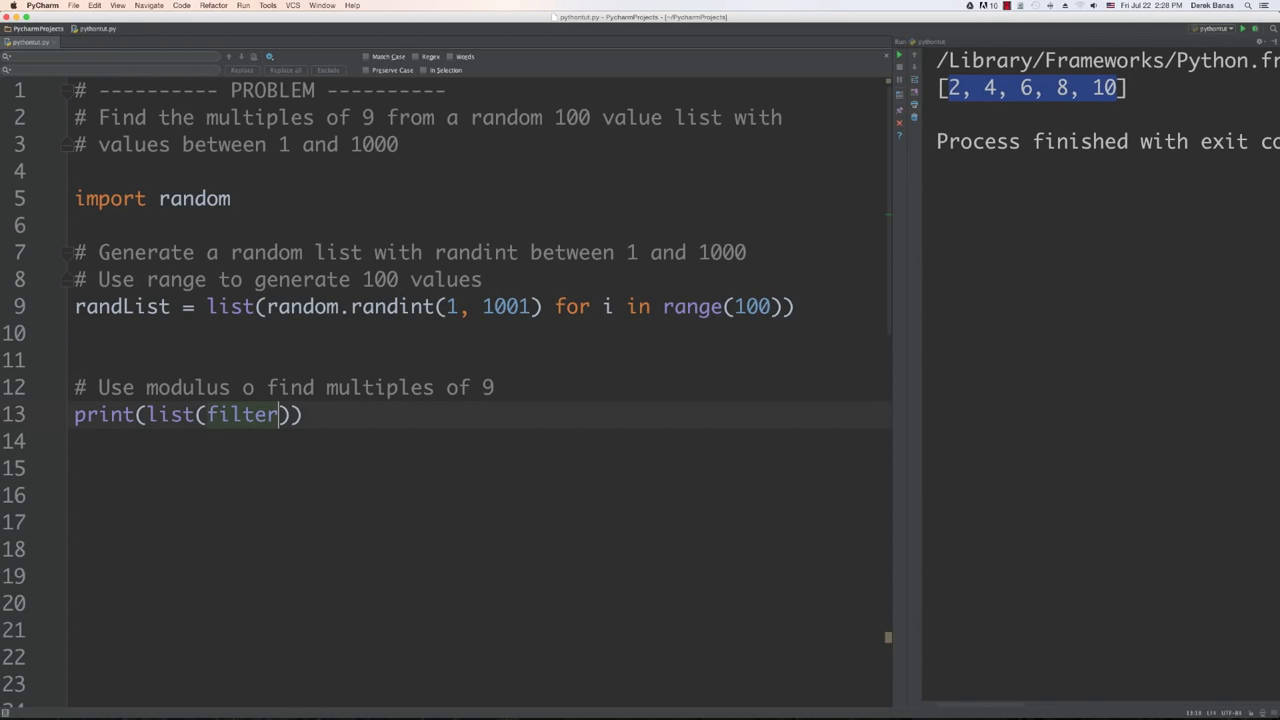 PyCharm File Edit View Navigate Code Refactor Run Tools VCS Window Help
10 Fri Jul 22 2:28 PM Derek Banas
pythontut.py - PycharmProjects - [~/PycharmProjects]
PycharmProjects pythontut.py
pythontut
pythontut.py
Run pythontut
Match Case Regex Words
Replace Replace all Exclude Preserve Case In Selection
1 # ---------- PROBLEM ----------
2 # Find the multiples of 9 from a random 100 value list with
3 # values between 1 and 1000
4
5 import random
6
7 # Generate a random list with randint between 1 and 1000
8 # Use range to generate 100 values
9 randList = list(random.randint(1, 1001) for i in range(100))
10
11
12 # Use modulus o find multiples of 9
13 print(list(filter))
14
15
16
17
18
19
20
21
22
23
24
/Library/Frameworks/Python.fr
[2, 4, 6, 8, 10]
Process finished with exit co
13:18 LF≠ UTF-8≠